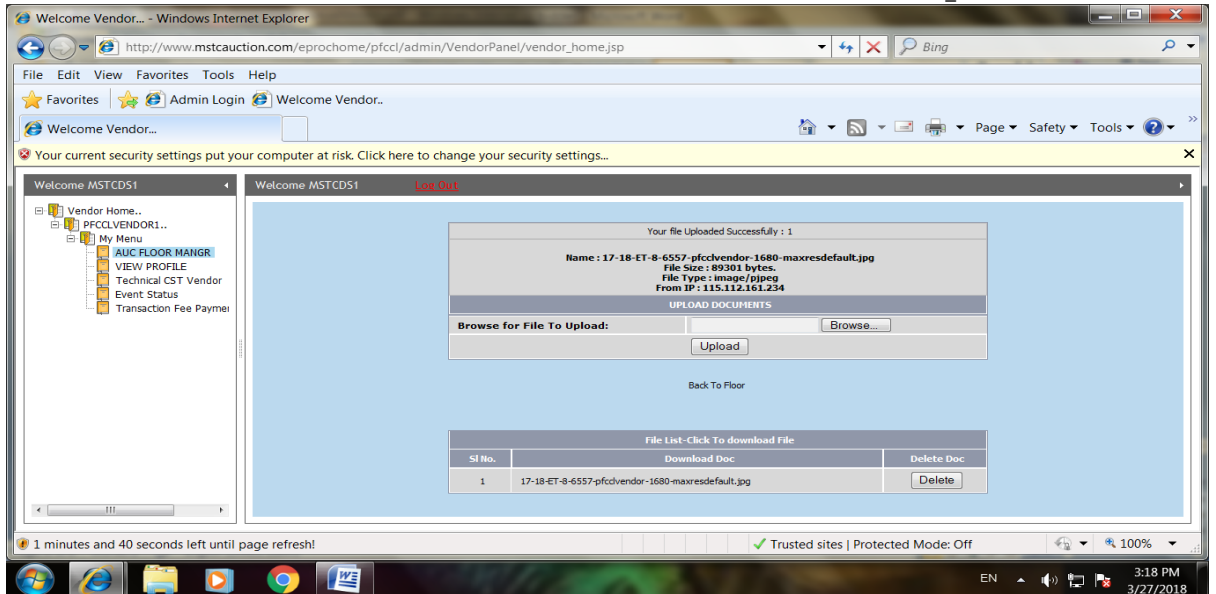 Welcome Vendor... - Windows Internet Explorer
http://www.mstcauction.com/eprochome/pfccl/admin/VendorPanel/vendor_home.jsp
Bing
File Edit View Favorites Tools Help
Favorites Admin Login Welcome Vendor..
Welcome Vendor...
Page Safety Tools
Your current security settings put your computer at risk. Click here to change your security settings...
Welcome MSTCDS1
Welcome MSTCDS1 Log Out
Vendor Home..
PFCCLVENDOR1..
My Menu
AUC FLOOR MANGR
VIEW PROFILE
Technical CST Vendor
Event Status
Transaction Fee Paymer
Your file Uploaded Successfully : 1
Name : 17-18-ET-8-6557-pfcclvendor-1680-maxresdefault.jpg
File Size : 89301 bytes.
File Type : image/pjpeg
From IP : 115.112.161.234
UPLOAD DOCUMENTS
Browse for File To Upload: Browse...
Upload
Back To Floor
File List-Click To download File
Sl No. Download Doc Delete Doc
1 17-18-ET-8-6557-pfcclvendor-1680-maxresdefault.jpg Delete
1 minutes and 40 seconds left until page refresh!
Trusted sites | Protected Mode: Off
100%
EN
3:18 PM
3/27/2018